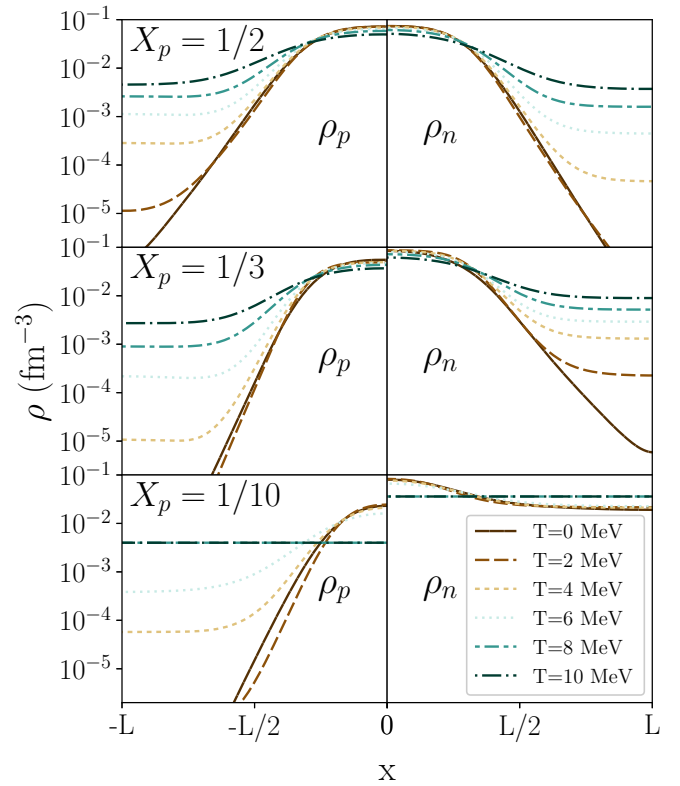 10⁻¹
X_p = 1/2
10⁻²
10⁻³
ρ_p
ρ_n
10⁻⁴
10⁻⁵
10⁻¹
X_p = 1/3
10⁻²
10⁻³
ρ_p
ρ_n
10⁻⁴
10⁻⁵
ρ (fm⁻³)
10⁻¹
X_p = 1/10
10⁻²
10⁻³
ρ_p
ρ_n
10⁻⁴
10⁻⁵
T=0 MeV
T=2 MeV
T=4 MeV
T=6 MeV
T=8 MeV
T=10 MeV
-L
-L/2
0
L/2
L
x